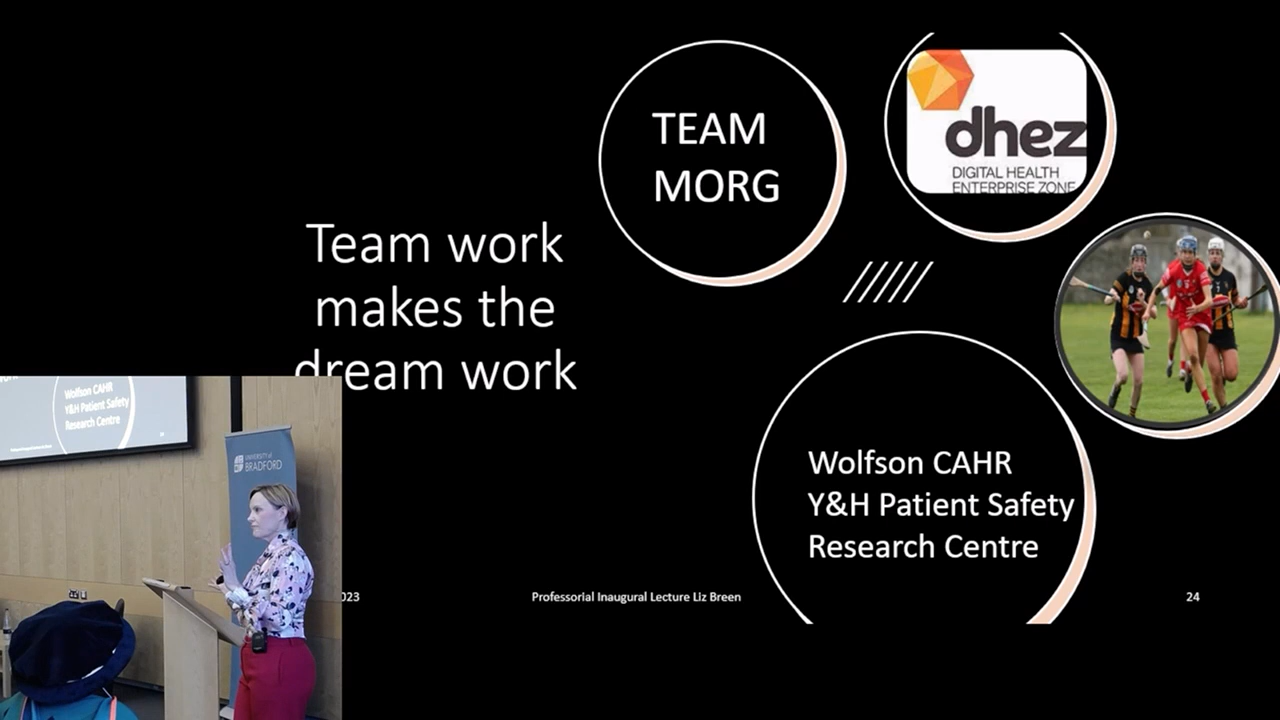 Team work
makes the
dream work
TEAM
MORG
dhez
DIGITAL HEALTH
ENTERPRISE ZONE
Wolfson CAHR
Y&H Patient Safety
Research Centre
023
Professorial Inaugural Lecture Liz Breen
24
Wolfson CAHR
Y&H Patient Safety
Research Centre
UNIVERSITY of
BRADFORD